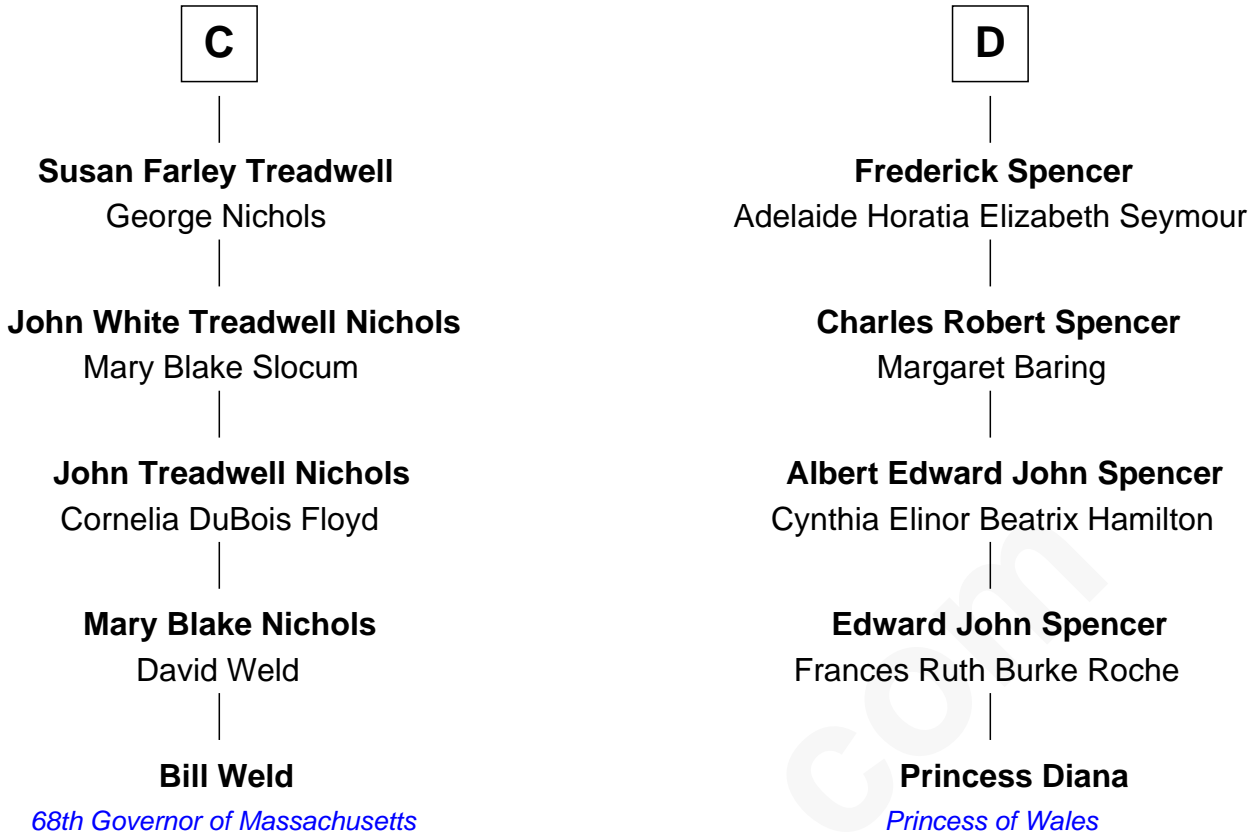 C
Susan Farley Treadwell
George Nichols
John White Treadwell Nichols
Mary Blake Slocum
John Treadwell Nichols
Cornelia DuBois Floyd
Mary Blake Nichols
David Weld
Bill Weld
68th Governor of Massachusetts
D
Frederick Spencer
Adelaide Horatia Elizabeth Seymour
Charles Robert Spencer
Margaret Baring
Albert Edward John Spencer
Cynthia Elinor Beatrix Hamilton
Edward John Spencer
Frances Ruth Burke Roche
Princess Diana
Princess of Wales
com